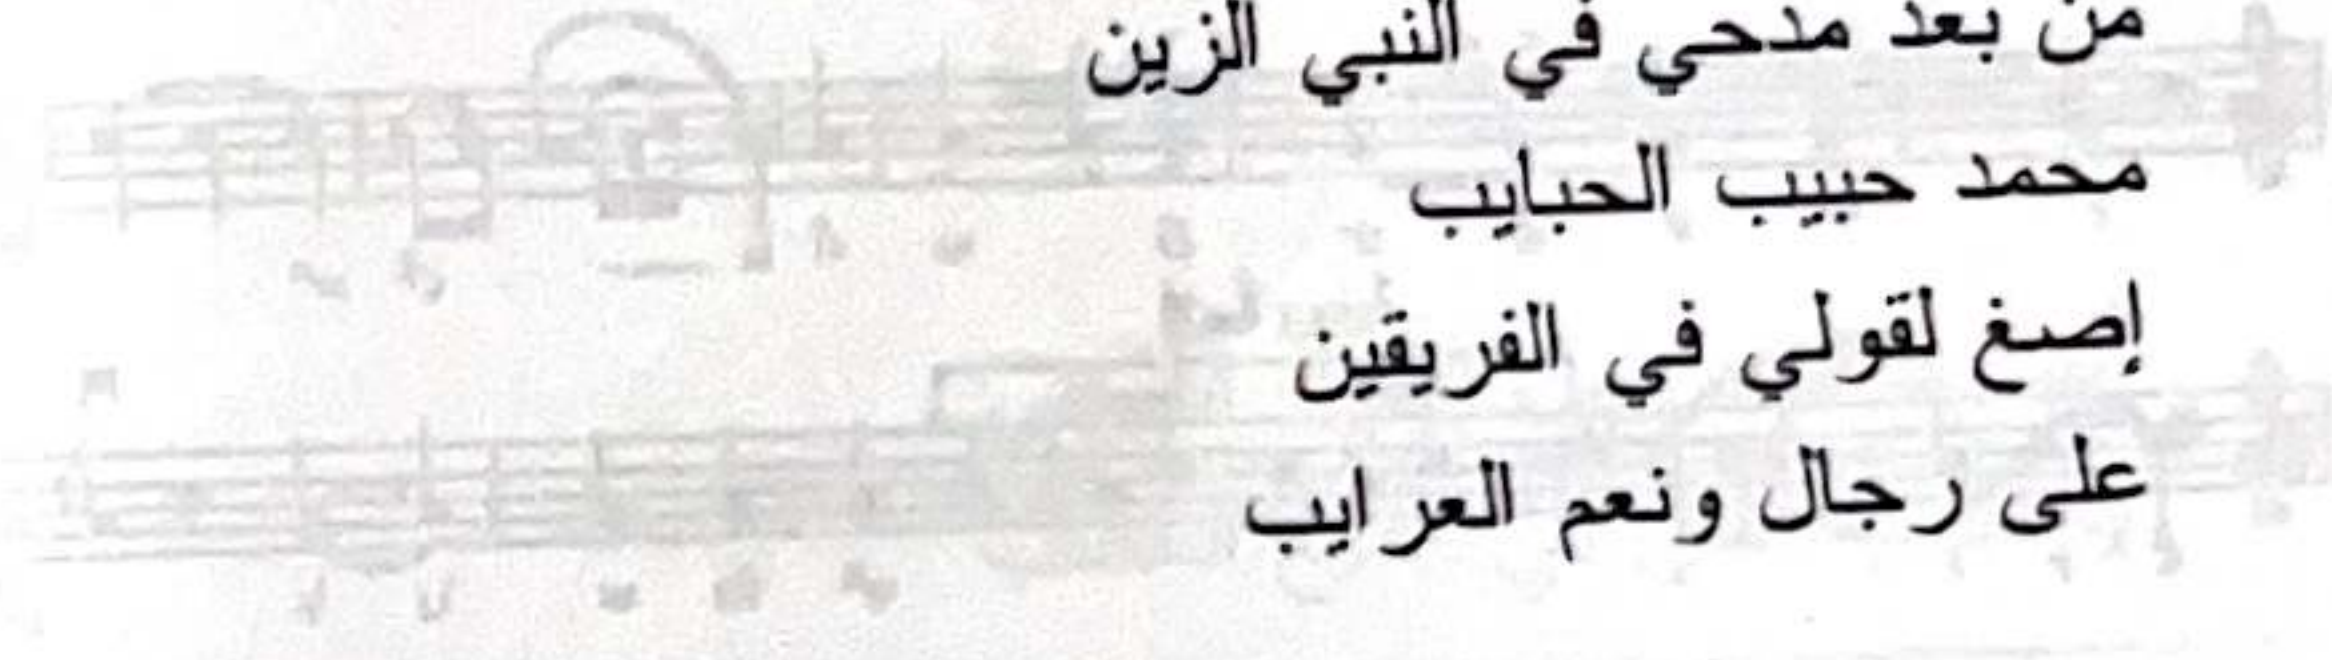 من بعد مدحي في النبي الزين
محمد حبيب الحبايب
إصغ لقولي في الفريقين
على رجال ونعم العرايب